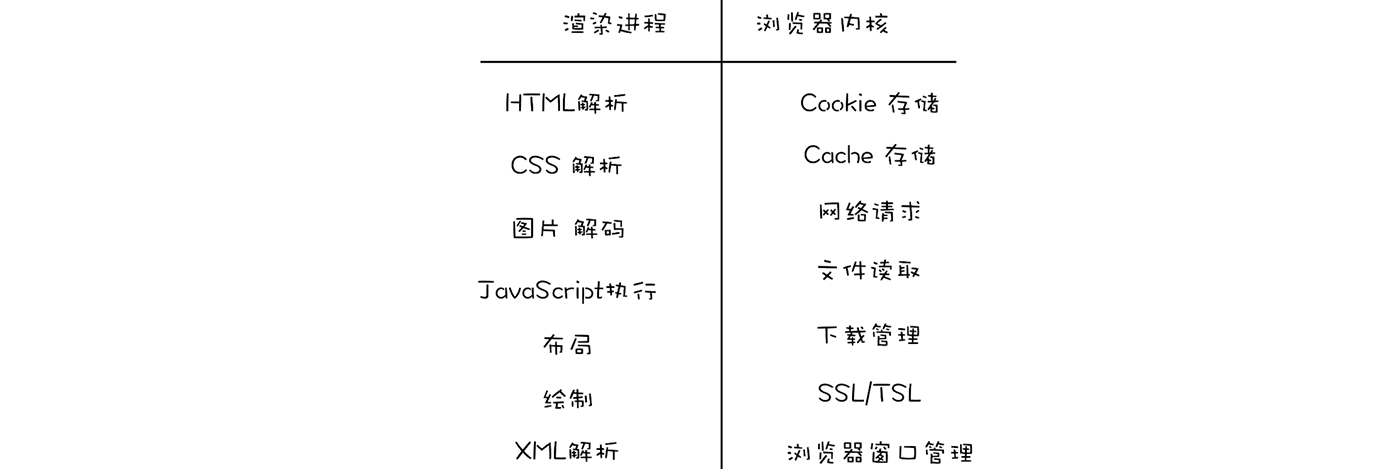 渲染进程 浏览器内核
HTML解析 Cookie 存储
Cache 存储
CSS 解析
网络请求
图片 解码
文件读取
JavaScript执行
下载管理
布局
SSL/TSL
绘制
XML解析 浏览器窗口管理